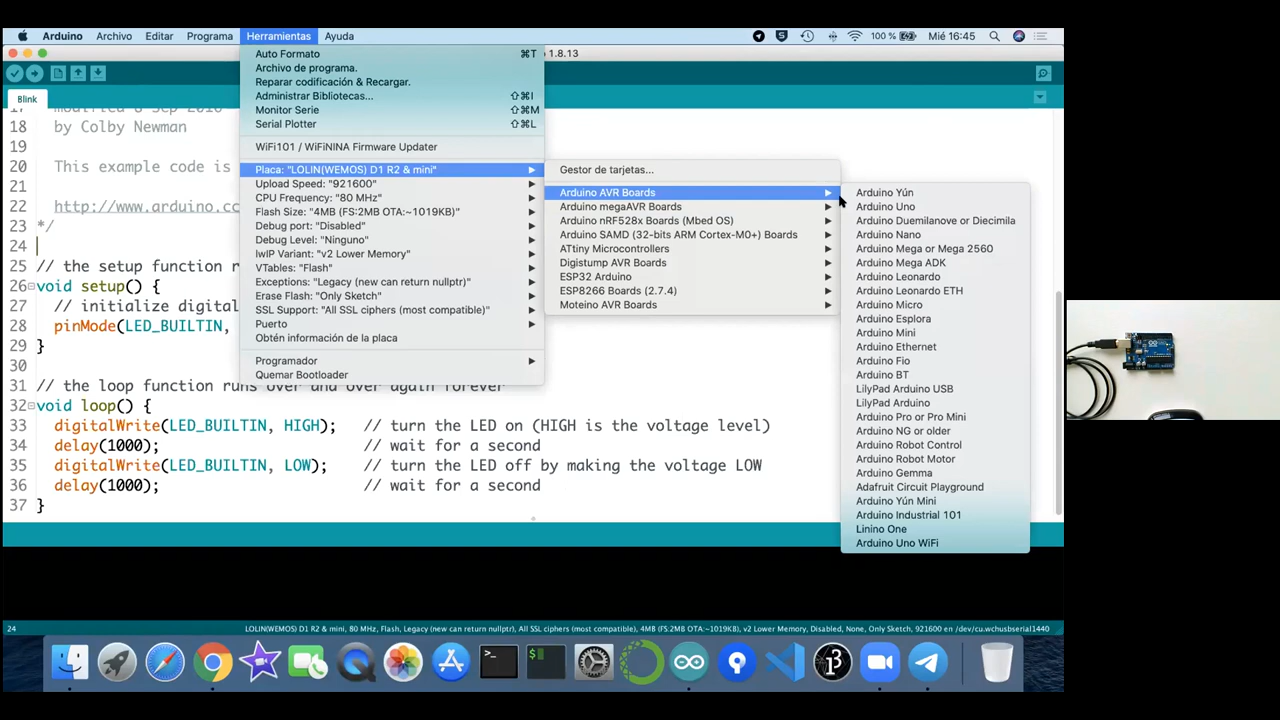 Arduino Archivo Editar Programa Herramientas Ayuda 100 % Mié 16:45
1.8.13
Auto Formato ⌘T
Archivo de programa.
Reparar codificación & Recargar.
Administrar Bibliotecas... ⇧⌘I
Monitor Serie ⇧⌘M
Serial Plotter ⇧⌘L
WiFi101 / WiFiNINA Firmware Updater
Placa: "LOLIN(WEMOS) D1 R2 & mini"
Upload Speed: "921600"
CPU Frequency: "80 MHz"
Flash Size: "4MB (FS:2MB OTA:~1019KB)"
Debug port: "Disabled"
Debug Level: "Ninguno"
lwIP Variant: "v2 Lower Memory"
VTables: "Flash"
Exceptions: "Legacy (new can return nullptr)"
Erase Flash: "Only Sketch"
SSL Support: "All SSL ciphers (most compatible)"
Puerto
Obtén información de la placa
Programador
Quemar Bootloader
Gestor de tarjetas...
Arduino AVR Boards
Arduino megaAVR Boards
Arduino nRF528x Boards (Mbed OS)
Arduino SAMD (32-bits ARM Cortex-M0+) Boards
ATtiny Microcontrollers
Digistump AVR Boards
ESP32 Arduino
ESP8266 Boards (2.7.4)
Moteino AVR Boards
Arduino Yún
Arduino Uno
Arduino Duemilanove or Diecimila
Arduino Nano
Arduino Mega or Mega 2560
Arduino Mega ADK
Arduino Leonardo
Arduino Leonardo ETH
Arduino Micro
Arduino Esplora
Arduino Mini
Arduino Ethernet
Arduino Fio
Arduino BT
LilyPad Arduino USB
LilyPad Arduino
Arduino Pro or Pro Mini
Arduino NG or older
Arduino Robot Control
Arduino Robot Motor
Arduino Gemma
Adafruit Circuit Playground
Arduino Yún Mini
Arduino Industrial 101
Linino One
Arduino Uno WiFi
Blink
18 by Colby Newman
19
20 This example code is
21
22 http://www.arduino.cc
23 */
24
25 // the setup function r
26 void setup() {
27 // initialize digital
28 pinMode(LED_BUILTIN,
29 }
30
31 // the loop function runs over and over again forever
32 void loop() {
33 digitalWrite(LED_BUILTIN, HIGH); // turn the LED on (HIGH is the voltage level)
34 delay(1000); // wait for a second
35 digitalWrite(LED_BUILTIN, LOW); // turn the LED off by making the voltage LOW
36 delay(1000); // wait for a second
37 }
24 LOLIN(WEMOS) D1 R2 & mini, 80 MHz, Flash, Legacy (new can return nullptr), All SSL ciphers (most compatible), 4MB (FS:2MB OTA:~1019KB), v2 Lower Memory, Disabled, None, Only Sketch, 921600 en /dev/cu.wchusbserial1440